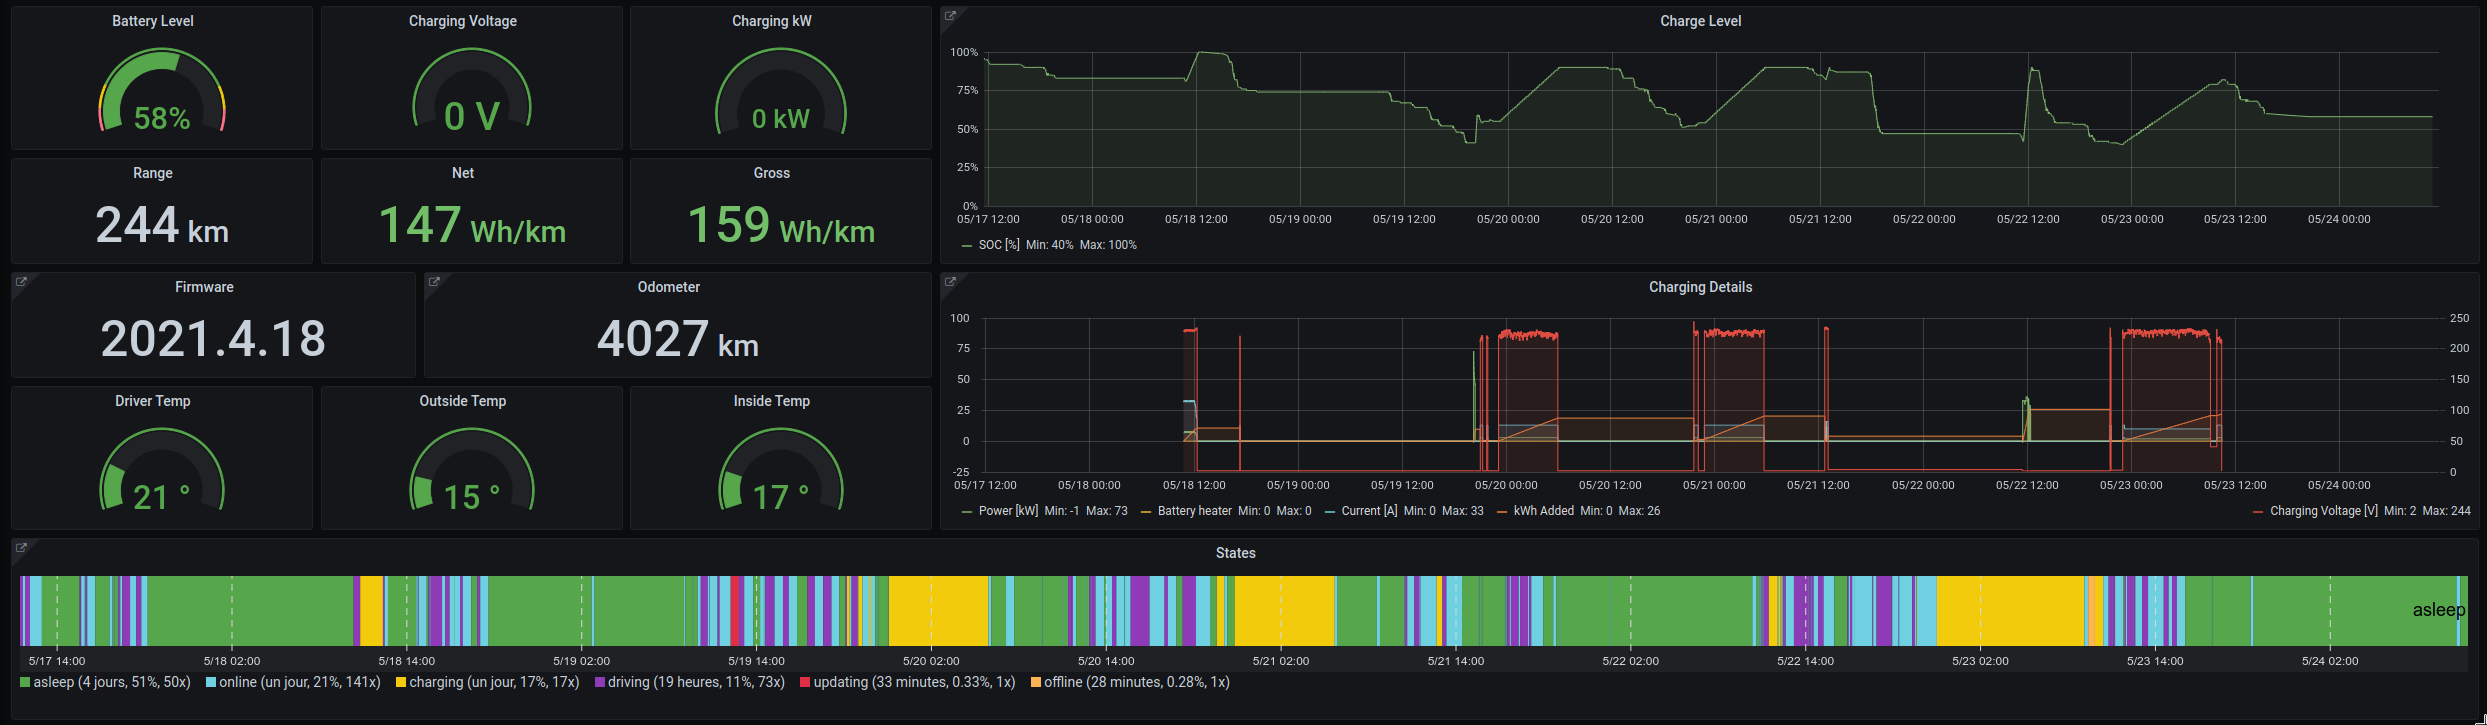 Battery Level
58%
Charging Voltage
0 V
Charging kW
0 kW
Range
244 km
Net
147 Wh/km
Gross
159 Wh/km
Firmware
2021.4.18
Odometer
4027 km
Driver Temp
21 °
Outside Temp
15 °
Inside Temp
17 °
Charge Level
100%
75%
50%
25%
0%
05/17 12:00 05/18 00:00 05/18 12:00 05/19 00:00 05/19 12:00 05/20 00:00 05/20 12:00 05/21 00:00 05/21 12:00 05/22 00:00 05/22 12:00 05/23 00:00 05/23 12:00 05/24 00:00
SOC [%] Min: 40% Max: 100%
Charging Details
100 250
75 200
50 150
25 100
0 50
-25 0
05/17 12:00 05/18 00:00 05/18 12:00 05/19 00:00 05/19 12:00 05/20 00:00 05/20 12:00 05/21 00:00 05/21 12:00 05/22 00:00 05/22 12:00 05/23 00:00 05/23 12:00 05/24 00:00
Power [kW] Min: -1 Max: 73 Battery heater Min: 0 Max: 0 Current [A] Min: 0 Max: 33 kWh Added Min: 0 Max: 26 Charging Voltage [V] Min: 2 Max: 244
States
asleep
5/17 14:00 5/18 02:00 5/18 14:00 5/19 02:00 5/19 14:00 5/20 02:00 5/20 14:00 5/21 02:00 5/21 14:00 5/22 02:00 5/22 14:00 5/23 02:00 5/23 14:00 5/24 02:00
asleep (4 jours, 51%, 50x) online (un jour, 21%, 141x) charging (un jour, 17%, 17x) driving (19 heures, 11%, 73x) updating (33 minutes, 0.33%, 1x) offline (28 minutes, 0.28%, 1x)